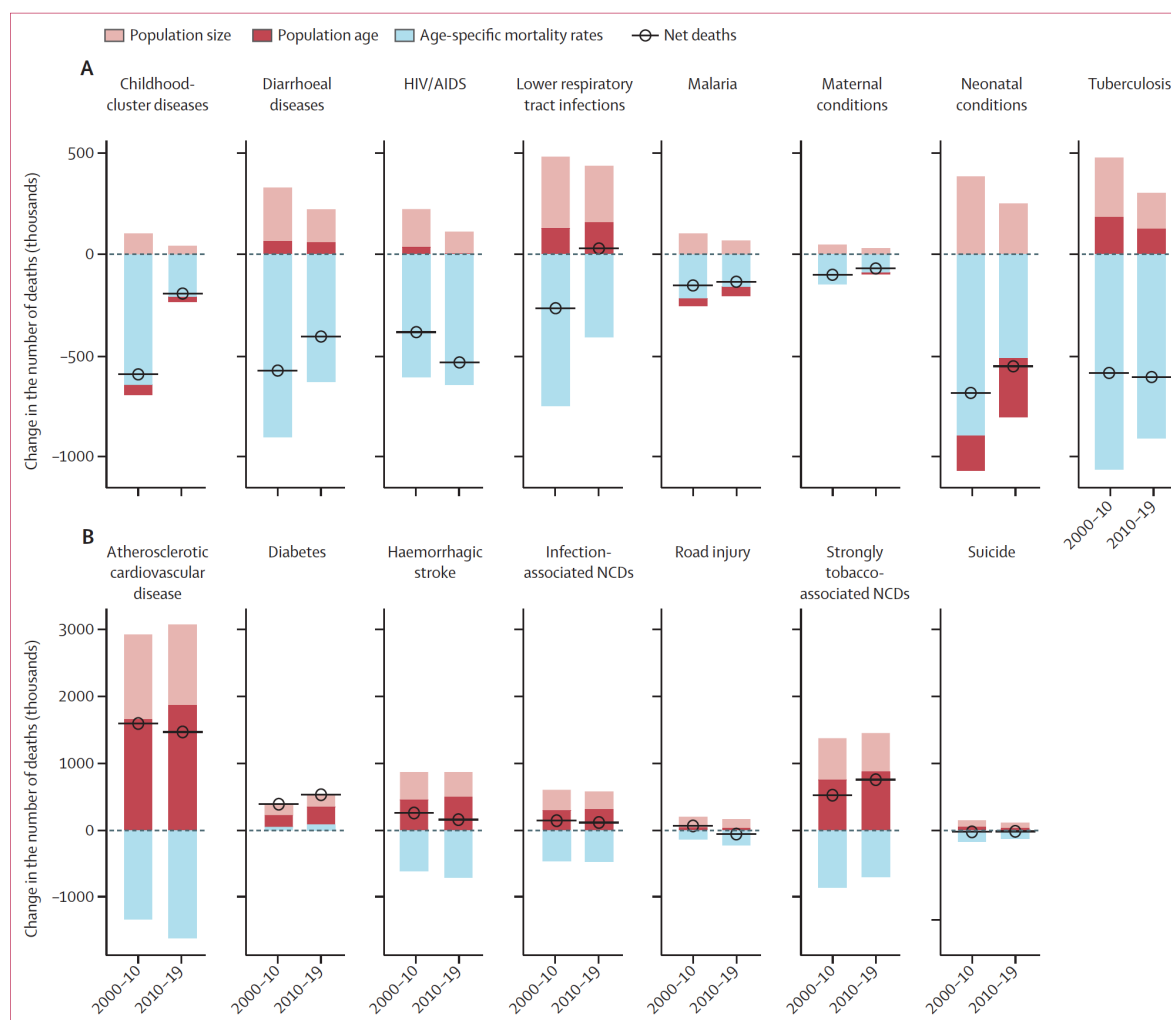 Population size Population age Age-specific mortality rates Net deaths
A
Childhood-
cluster diseases
Diarrhoeal
diseases
HIV/AIDS
Lower respiratory
tract infections
Malaria
Maternal
conditions
Neonatal
conditions
Tuberculosis
Change in the number of deaths (thousands)
500
0
−500
−1000
2000–10
2010–19
B
Atherosclerotic
cardiovascular
disease
Diabetes
Haemorrhagic
stroke
Infection-
associated NCDs
Road injury
Strongly
tobacco-
associated NCDs
Suicide
Change in the number of deaths (thousands)
3000
2000
1000
0
−1000
2000–10
2010–19
2000–10
2010–19
2000–10
2010–19
2000–10
2010–19
2000–10
2010–19
2000–10
2010–19
2000–10
2010–19